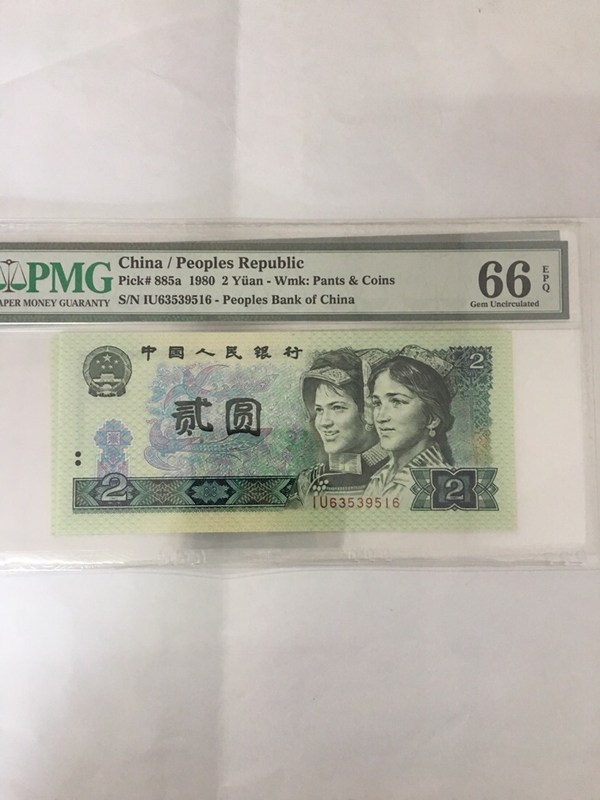 PMG
PAPER MONEY GUARANTY
China / Peoples Republic
Pick# 885a 1980 2 Yüan - Wmk: Pants & Coins
S/N IU63539516 - Peoples Bank of China
66 EPQ
Gem Uncirculated
中国人民银行
2
贰圆
2
IU63539516
2